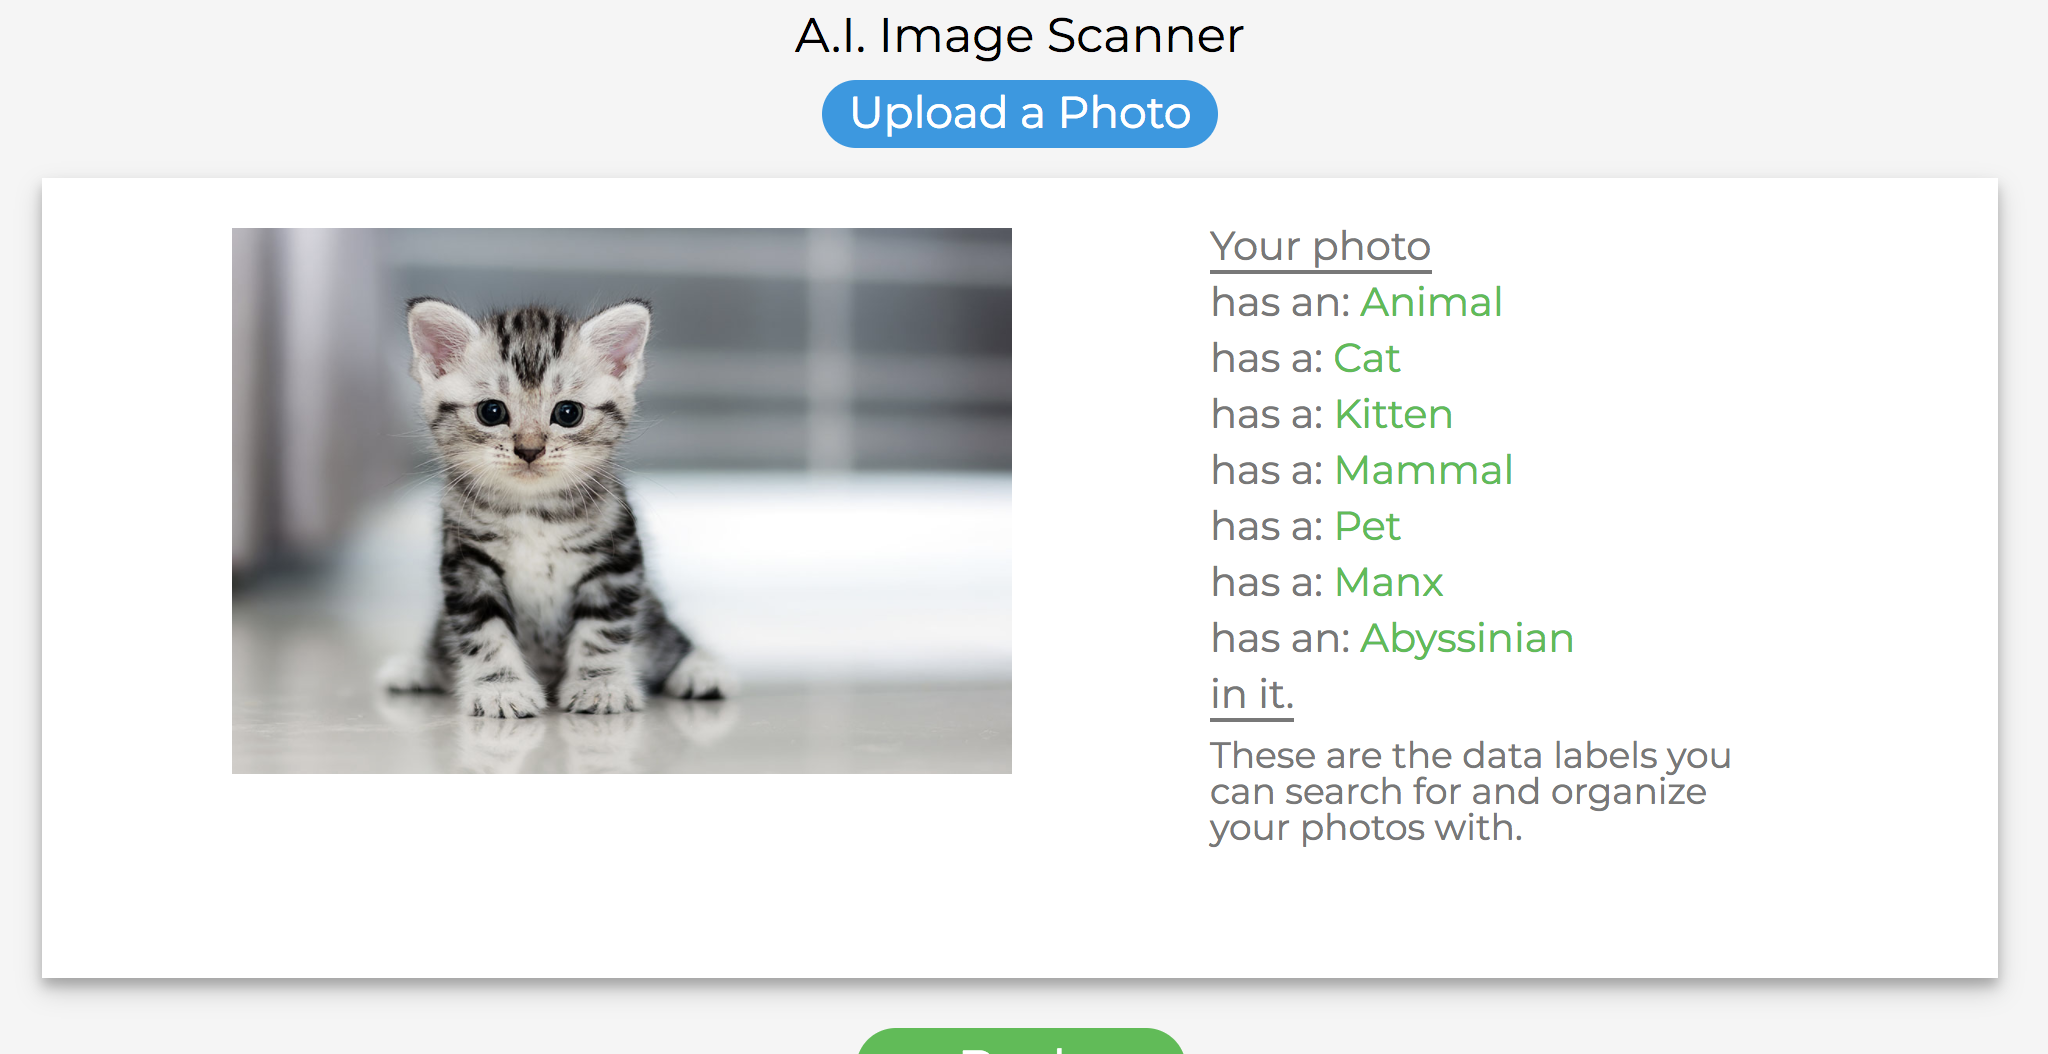 A.I. Image Scanner
Upload a Photo
Your photo
has an: Animal
has a: Cat
has a: Kitten
has a: Mammal
has a: Pet
has a: Manx
has an: Abyssinian
in it.
These are the data labels you
can search for and organize
your photos with.